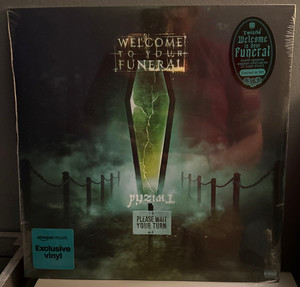 WELCOME
TO YOUR
FUNERAL
Twiztid
Welcome
to Your
Funeral
Twiztid
PLEASE WAIT
YOUR TURN
amazon music
Exclusive
vinyl